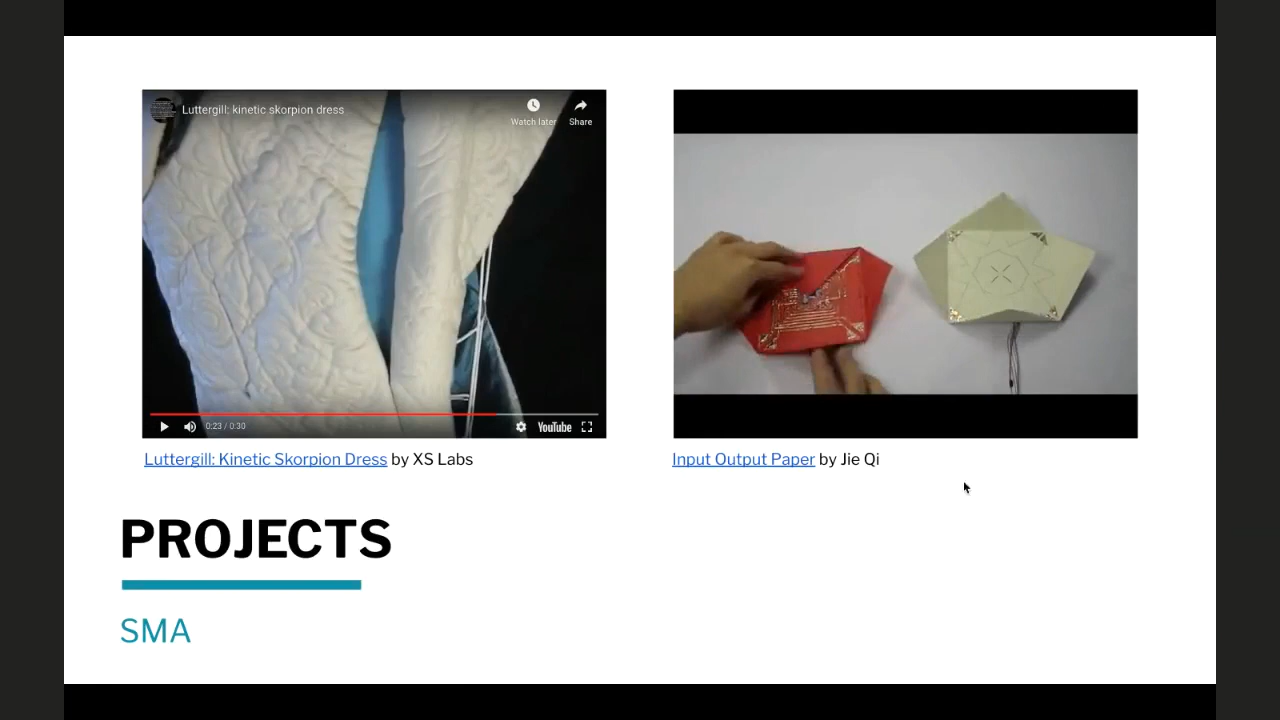 Luttergill: kinetic skorpion dress
Watch later
Share
0:23 / 0:30
YouTube
Luttergill: Kinetic Skorpion Dress by XS Labs
Input Output Paper by Jie Qi
PROJECTS
SMA